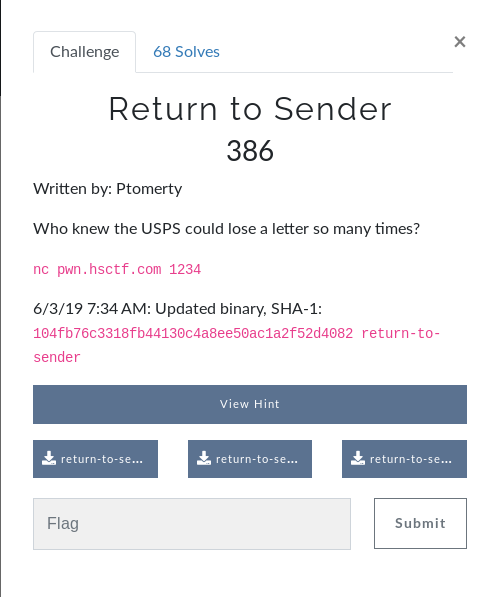 ×
Challenge
68 Solves
Return to Sender
386
Written by: Ptomerty
Who knew the USPS could lose a letter so many times?
nc pwn.hsctf.com 1234
6/3/19 7:34 AM: Updated binary, SHA-1:
104fb76c3318fb44130c4a8ee50ac1a2f52d4082 return-to-
sender
View Hint
return-to-se...
return-to-se...
return-to-se...
Flag
Submit